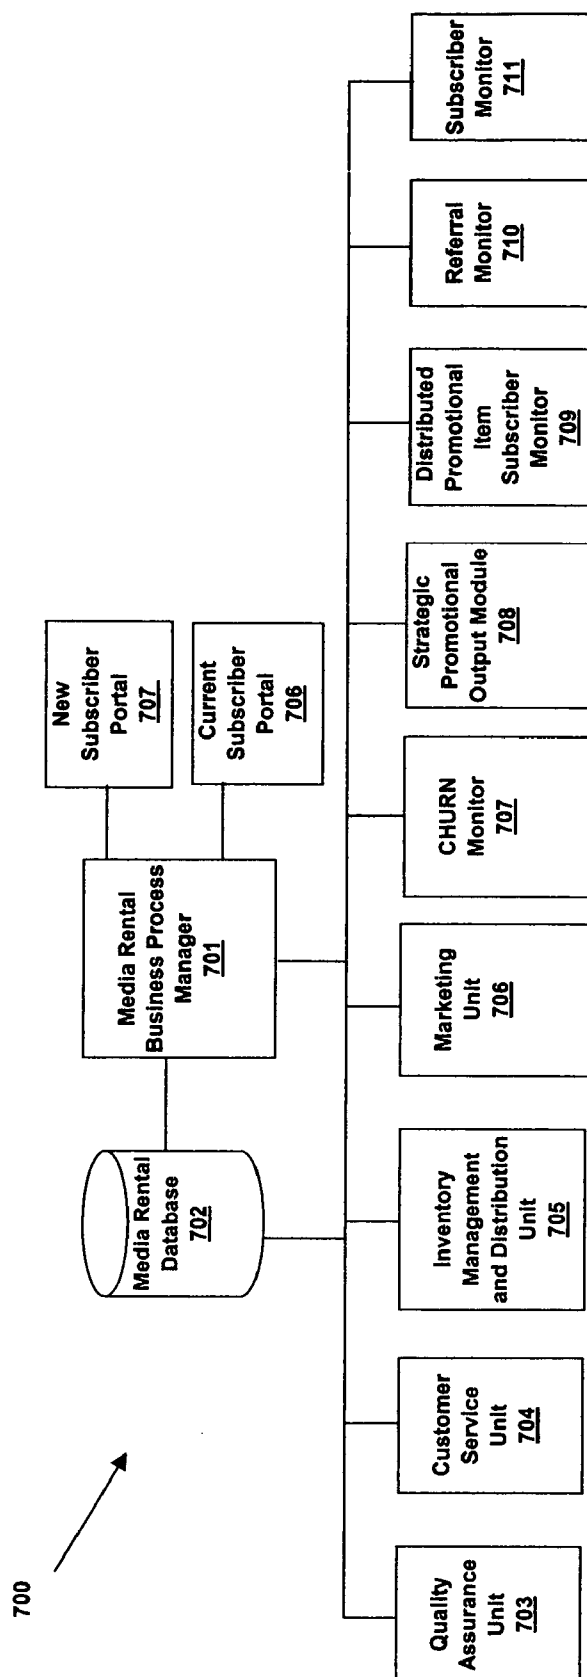 700
New
Subscriber
Portal
707
Current
Subscriber
Portal
706
Media Rental
Business Process
Manager
701
Media Rental
Database
702
Quality
Assurance
Unit
703
Customer
Service
Unit
704
Inventory
Management
and Distribution
Unit
705
Marketing
Unit
706
CHURN
Monitor
707
Strategic
Promotional
Output Module
708
Distributed
Promotional
Item
Subscriber
Monitor
709
Referral
Monitor
710
Subscriber
Monitor
711